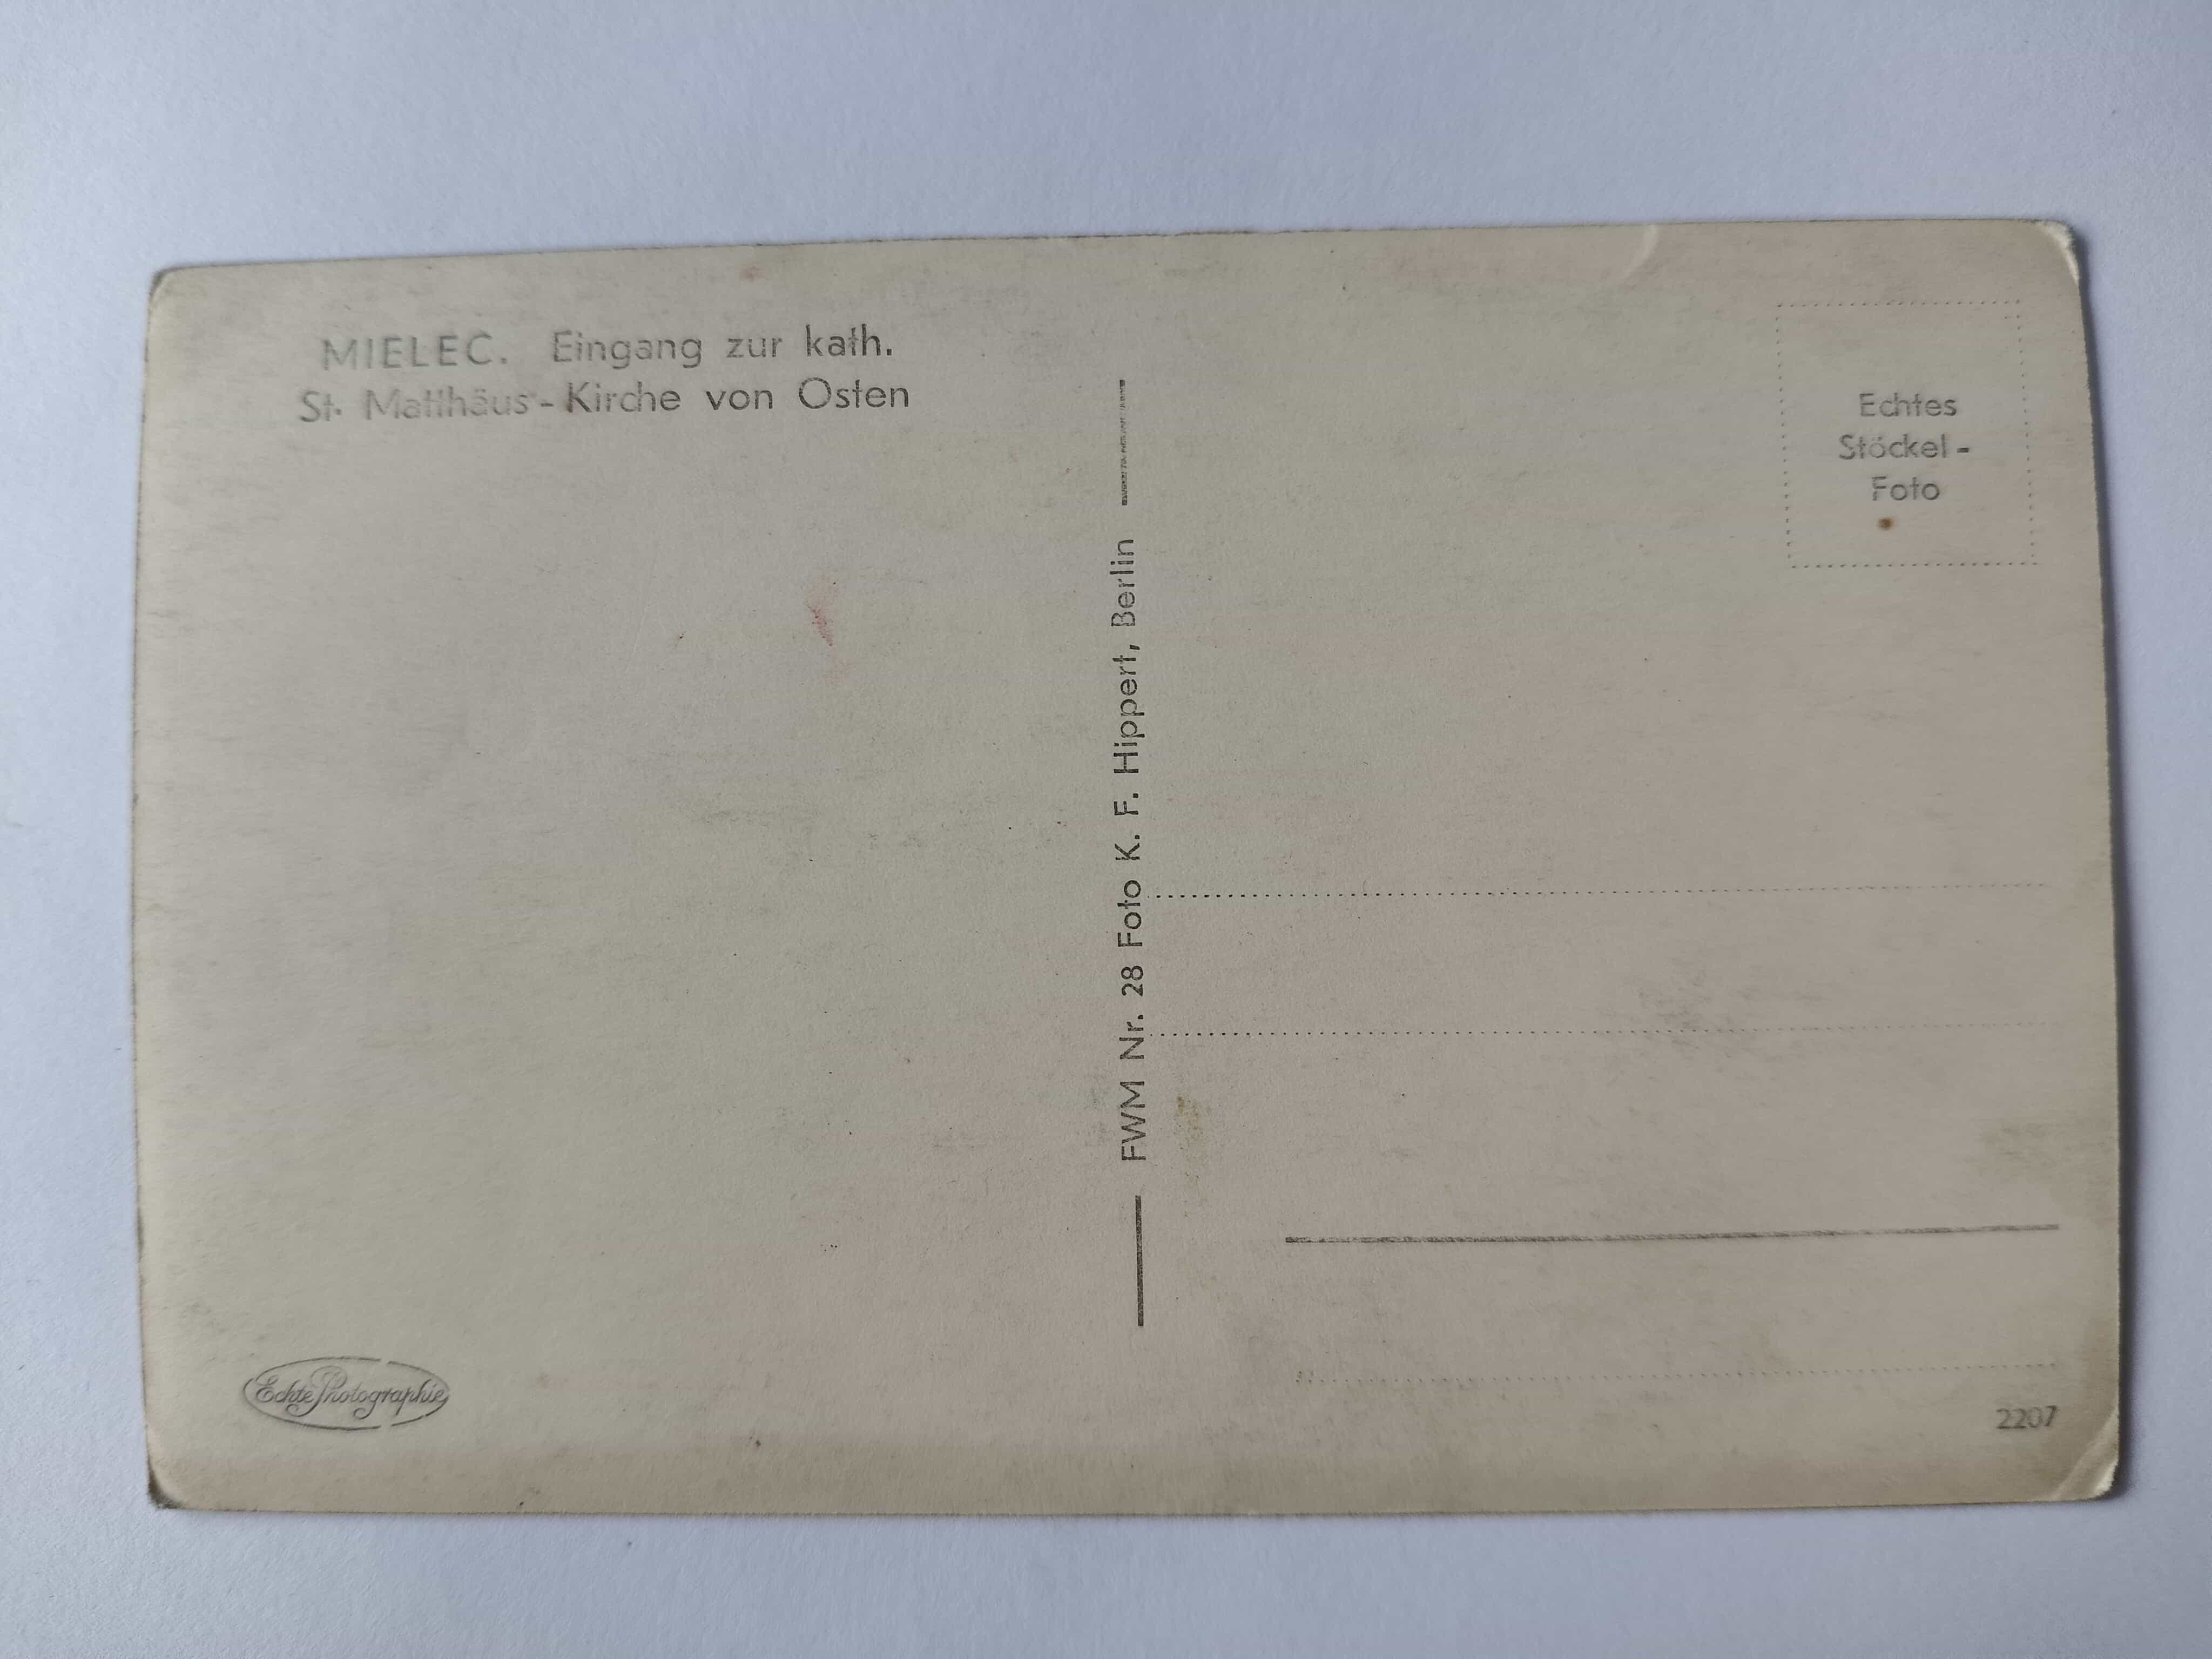 MIELEC. Eingang zur kath.
St. Matthäus-Kirche von Osten
FWM Nr. 28 Foto K. F. Hippert, Berlin
Echtes
Stöckel-
Foto
Echte Photographie
2207